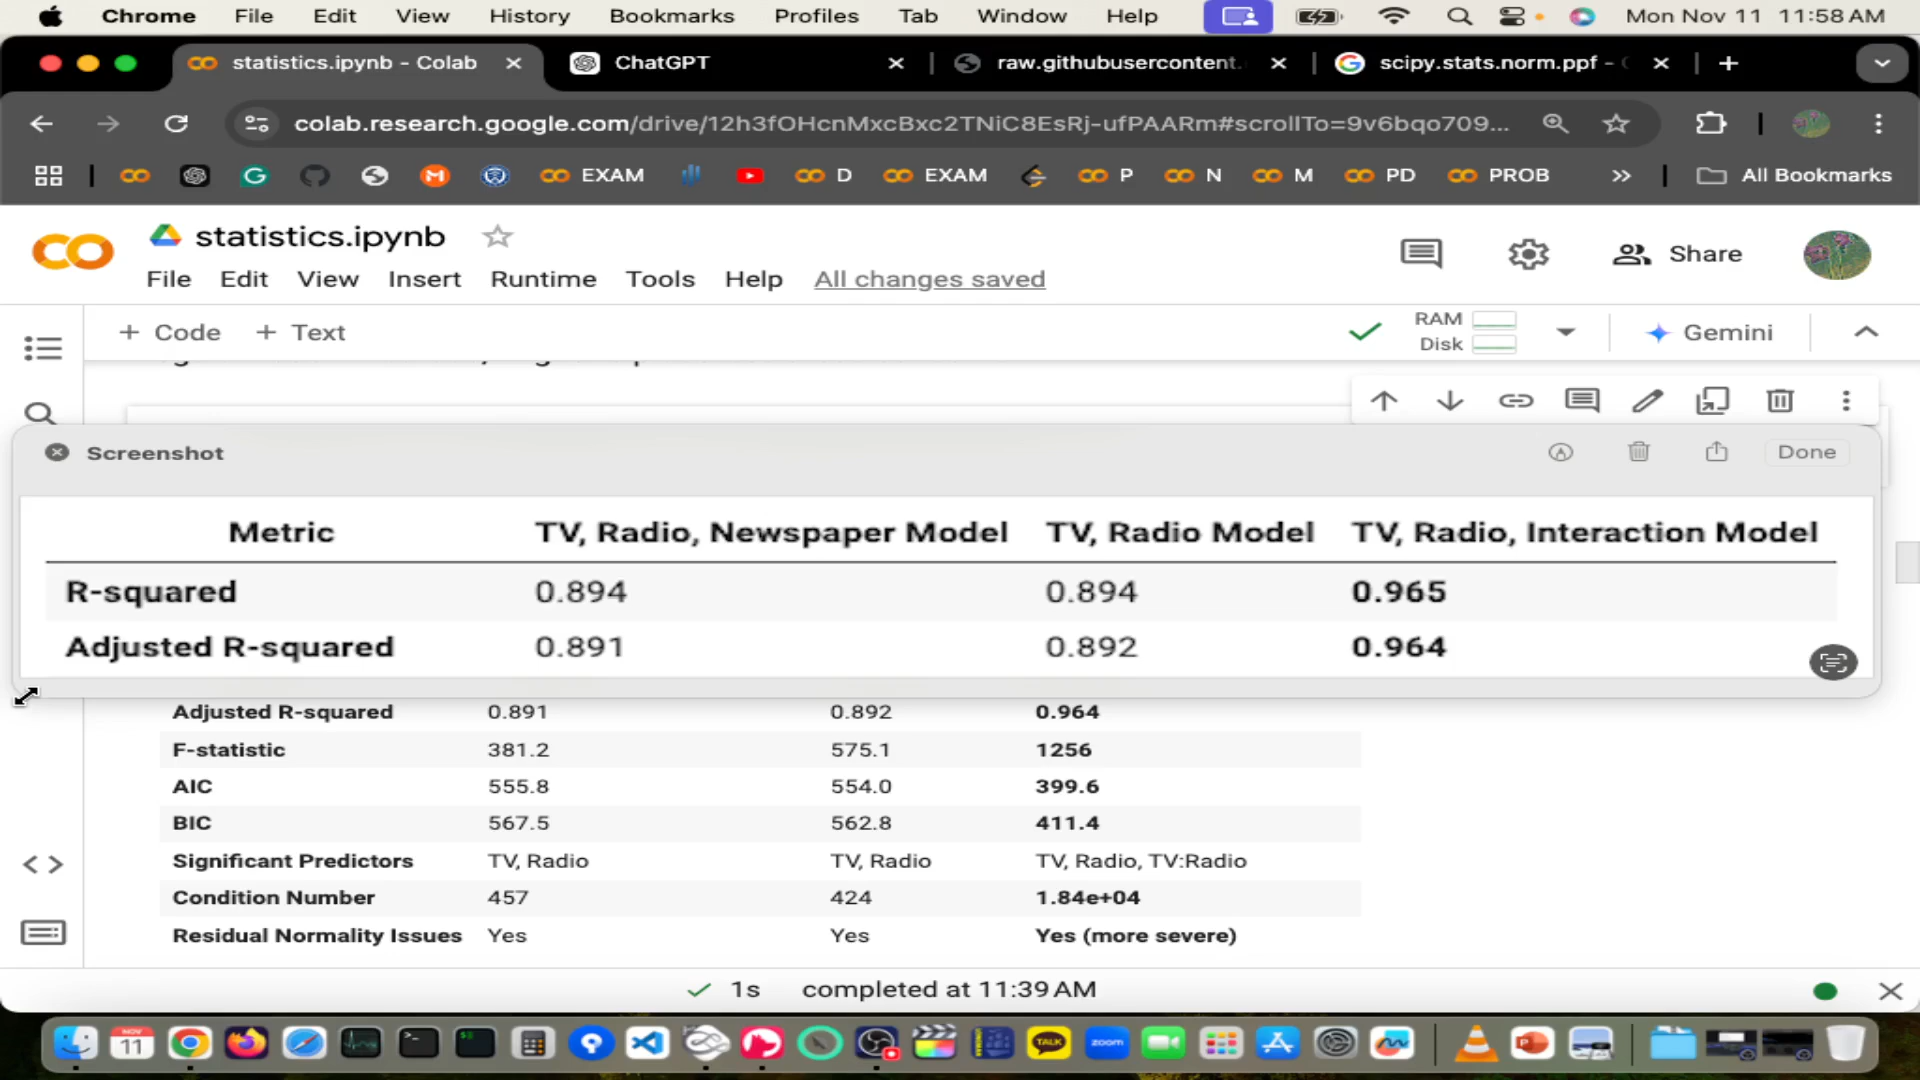 Chrome File Edit View History Bookmarks Profiles Tab Window Help Mon Nov 11 11:58 AM
statistics.ipynb - Colab ChatGPT raw.githubusercontent. scipy.stats.norm.ppf -
colab.research.google.com/drive/12h3fOHcnMxcBxc2TNiC8EsRj-ufPAARm#scrollTo=9v6bqo709...
EXAM D EXAM P N M PD PROB All Bookmarks
statistics.ipynb
File Edit View Insert Runtime Tools Help All changes saved Share
+ Code + Text RAM Disk Gemini
Screenshot Done
Metric TV, Radio, Newspaper Model TV, Radio Model TV, Radio, Interaction Model
R-squared 0.894 0.894 0.965
Adjusted R-squared 0.891 0.892 0.964
Adjusted R-squared 0.891 0.892 0.964
F-statistic 381.2 575.1 1256
AIC 555.8 554.0 399.6
BIC 567.5 562.8 411.4
Significant Predictors TV, Radio TV, Radio TV, Radio, TV:Radio
Condition Number 457 424 1.84e+04
Residual Normality Issues Yes Yes Yes (more severe)
1s completed at 11:39 AM
NOV
11
TALK
zoom